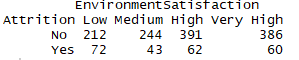 EnvironmentSatisfaction
Attrition Low Medium High Very High
No 212 244 391 386
Yes 72 43 62 60